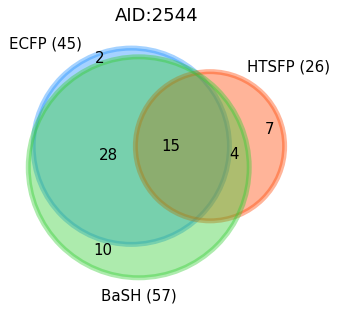 AID:2544
ECFP (45)
2
HTSFP (26)
7
15
4
28
10
BaSH (57)